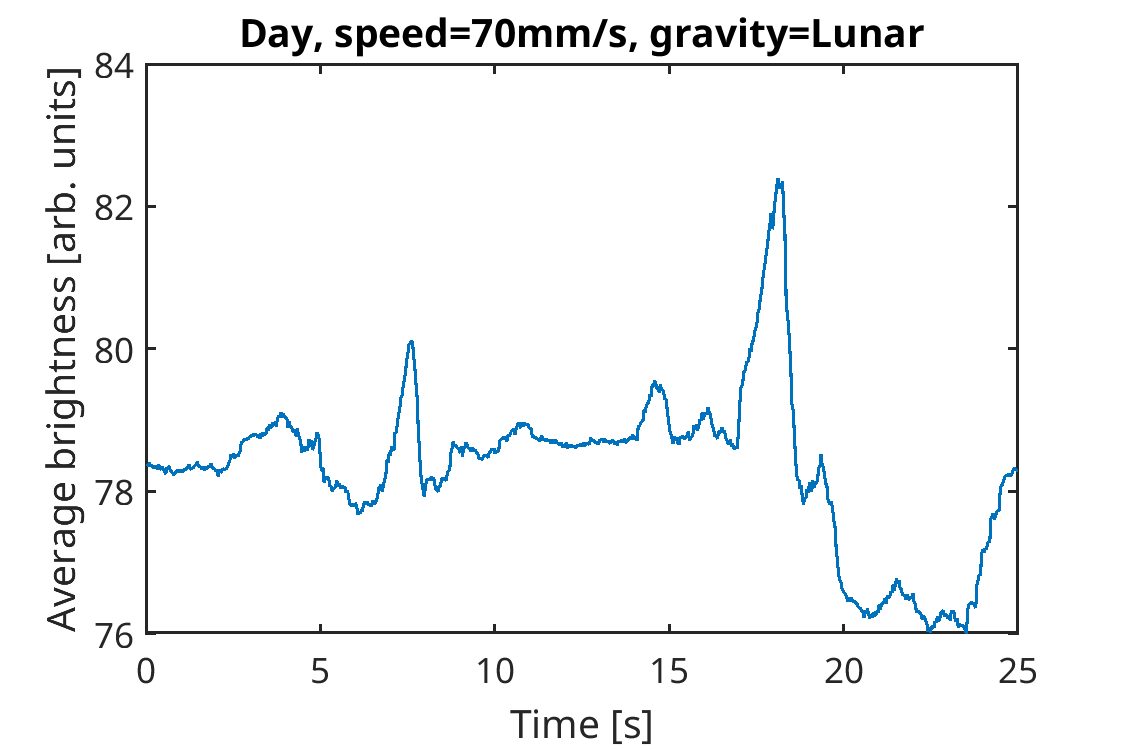 Day, speed=70mm/s, gravity=Lunar
Average brightness [arb. units]
84
82
80
78
76
0 5 10 15 20 25
Time [s]